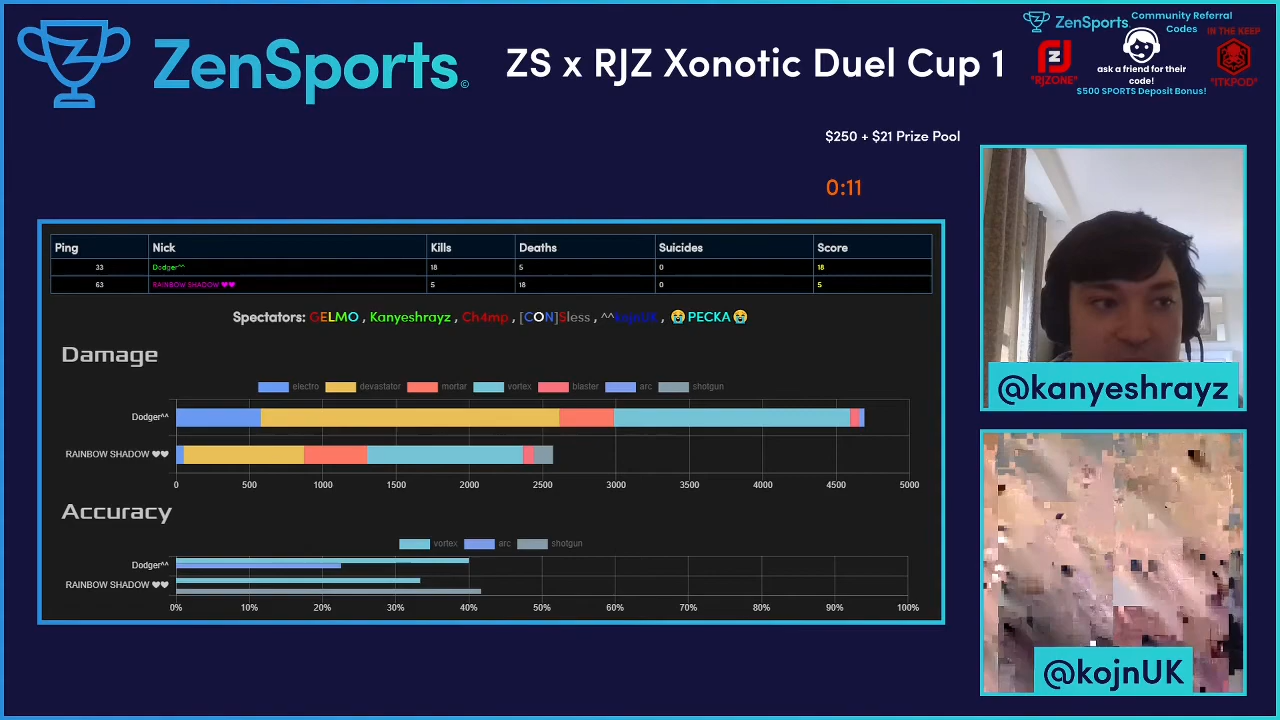 ZenSports©
ZS x RJZ Xonotic Duel Cup 1
ZenSports
Community Referral
Codes
"RJZONE"
ask a friend for their
code!
IN THE KEEP
"ITKPOD"
$500 SPORTS Deposit Bonus!
$250 + $21 Prize Pool
0:11
Ping Nick Kills Deaths Suicides Score
33 Dodger^^ 18 5 0 18
63 RAINBOW SHADOW ♥♥ 5 18 0 5
Spectators: GELMO , Kanyeshrayz , Ch4mp , [CON]Sless , ^^kojnUK , 😭PECKA😭
Damage
electro devastator mortar vortex blaster arc shotgun
Dodger^^
RAINBOW SHADOW ♥♥
0 500 1000 1500 2000 2500 3000 3500 4000 4500 5000
Accuracy
vortex arc shotgun
Dodger^^
RAINBOW SHADOW ♥♥
0% 10% 20% 30% 40% 50% 60% 70% 80% 90% 100%
@kanyeshrayz
@kojnUK